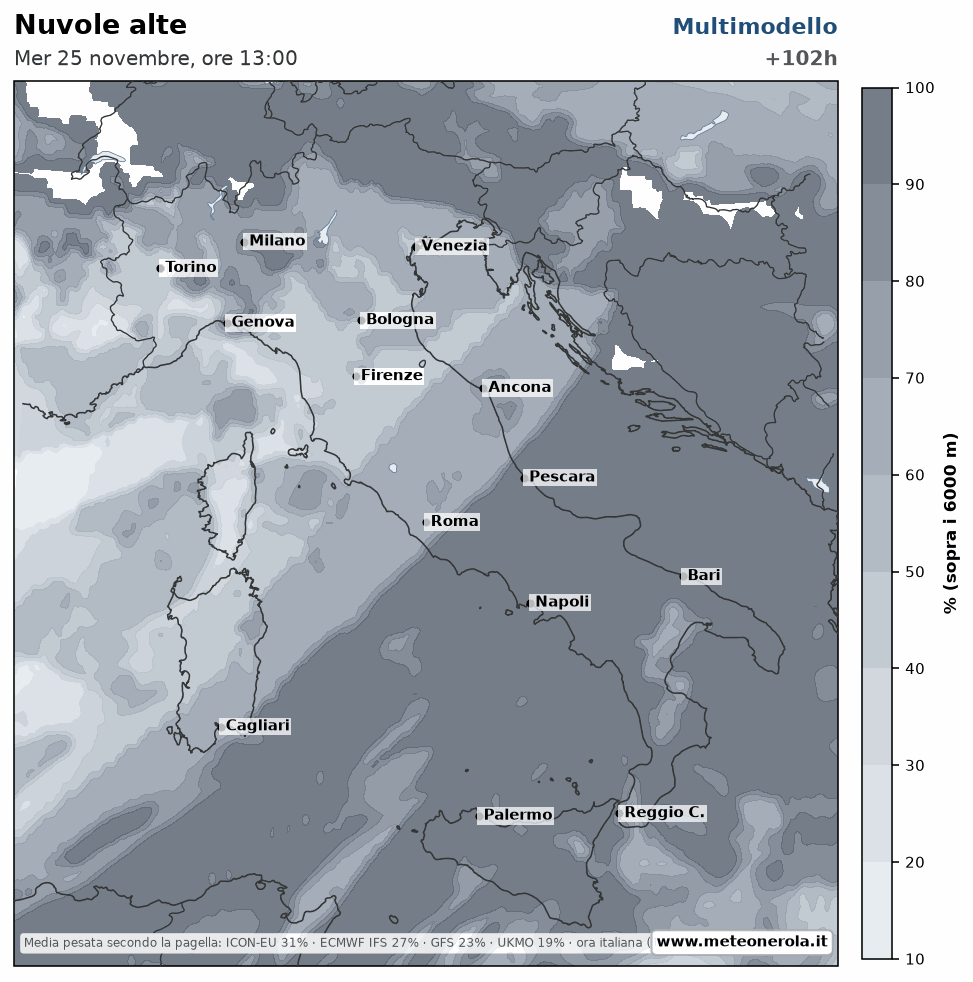 Nuvole alte
Multimodello
Mer 25 novembre, ore 13:00
+102h
Milano
Venezia
Torino
Genova
Bologna
Firenze
Ancona
Pescara
Roma
Bari
Napoli
Cagliari
Palermo
Reggio C.
100
90
80
70
60
50
40
30
20
10
% (sopra i 6000 m)
Media pesata secondo la pagella: ICON-EU 31% · ECMWF IFS 27% · GFS 23% · UKMO 19% · ora italiana (
www.meteonerola.it